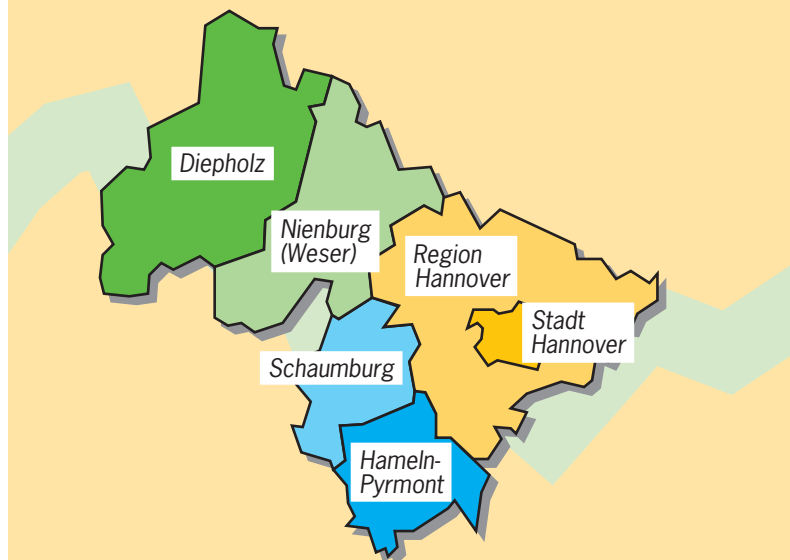 Diepholz
Nienburg
(Weser)
Region
Hannover
Stadt
Hannover
Schaumburg
Hameln-
Pyrmont